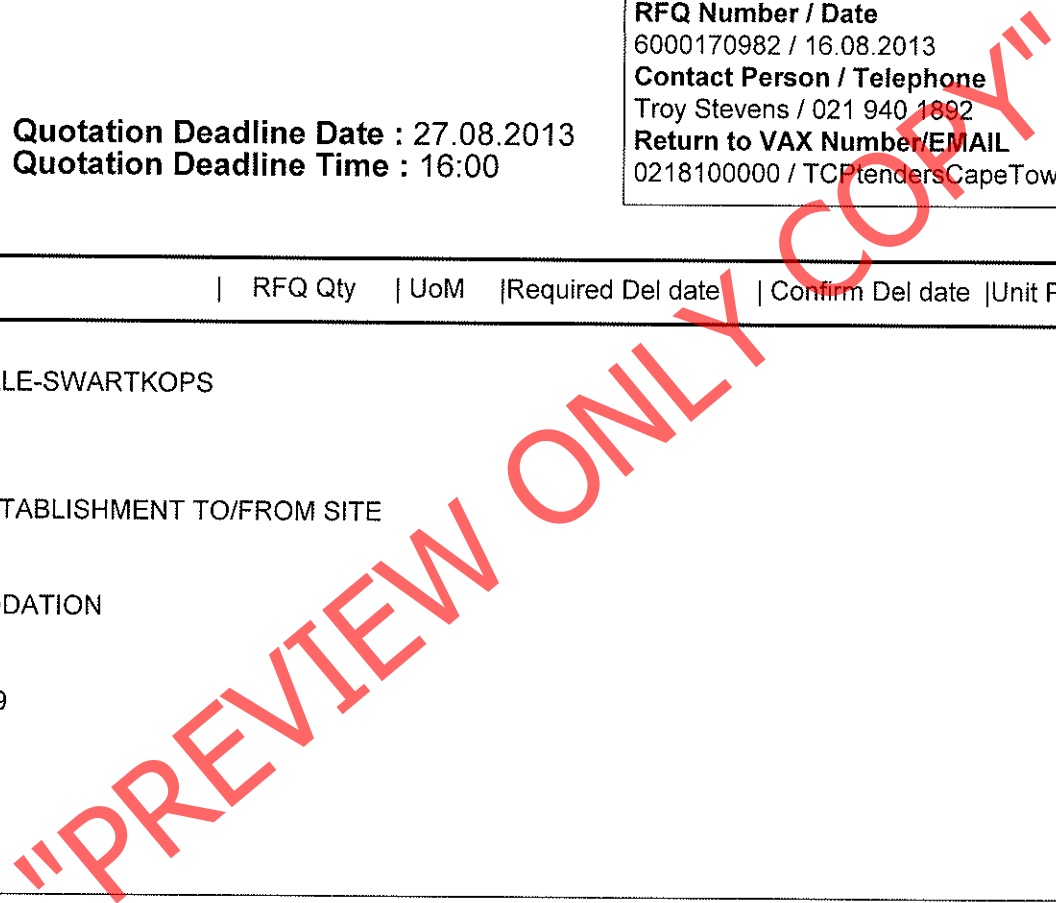 RFQ Number / Date
6000170982 / 16.08.2013
Contact Person / Telephone
Troy Stevens / 021 940 1892
Return to VAX Number/EMAIL
0218100000 / TCPtendersCapeTow
Quotation Deadline Date : 27.08.2013
Quotation Deadline Time : 16:00
| RFQ Qty | UoM |Required Del date | Confirm Del date |Unit P
LE-SWARTKOPS
TABLISHMENT TO/FROM SITE
DATION
9
"PREVIEW ONLY COPY"